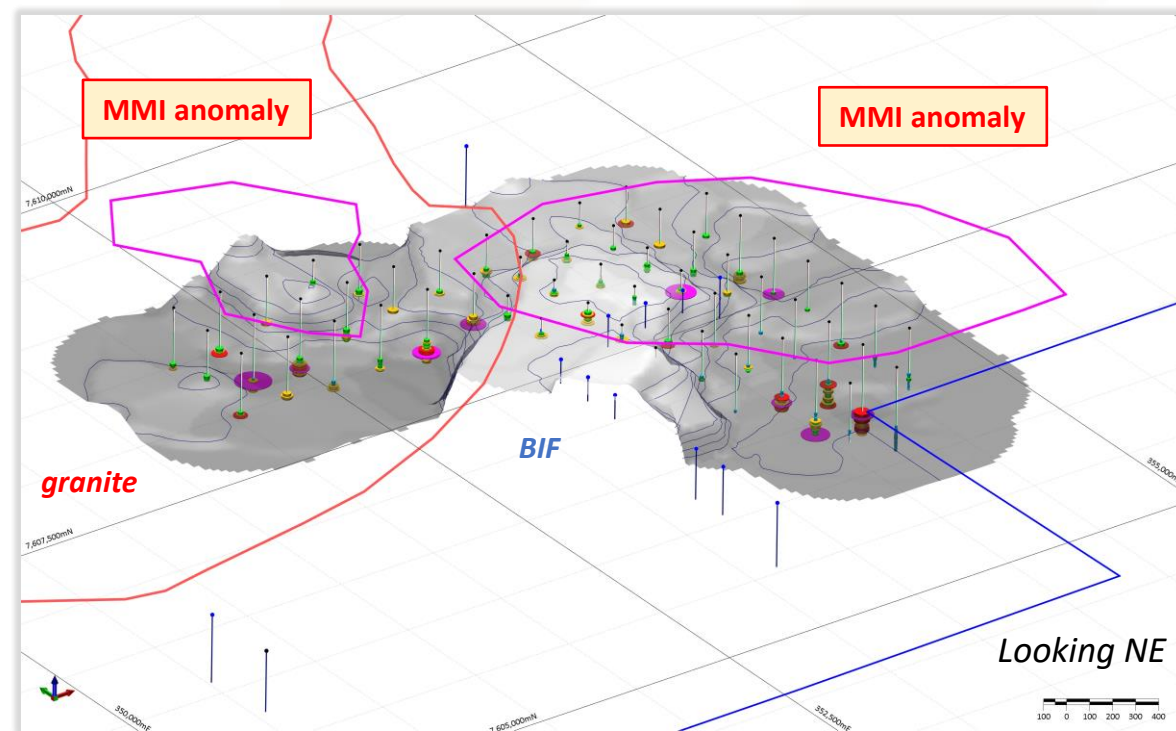 MMI anomaly
MMI anomaly
7,610,000mN
BIF
granite
355,000mE
7,607,500mN
Looking NE
350,000mE
7,605,000mN
352,500mE
100 0 100 200 300 400